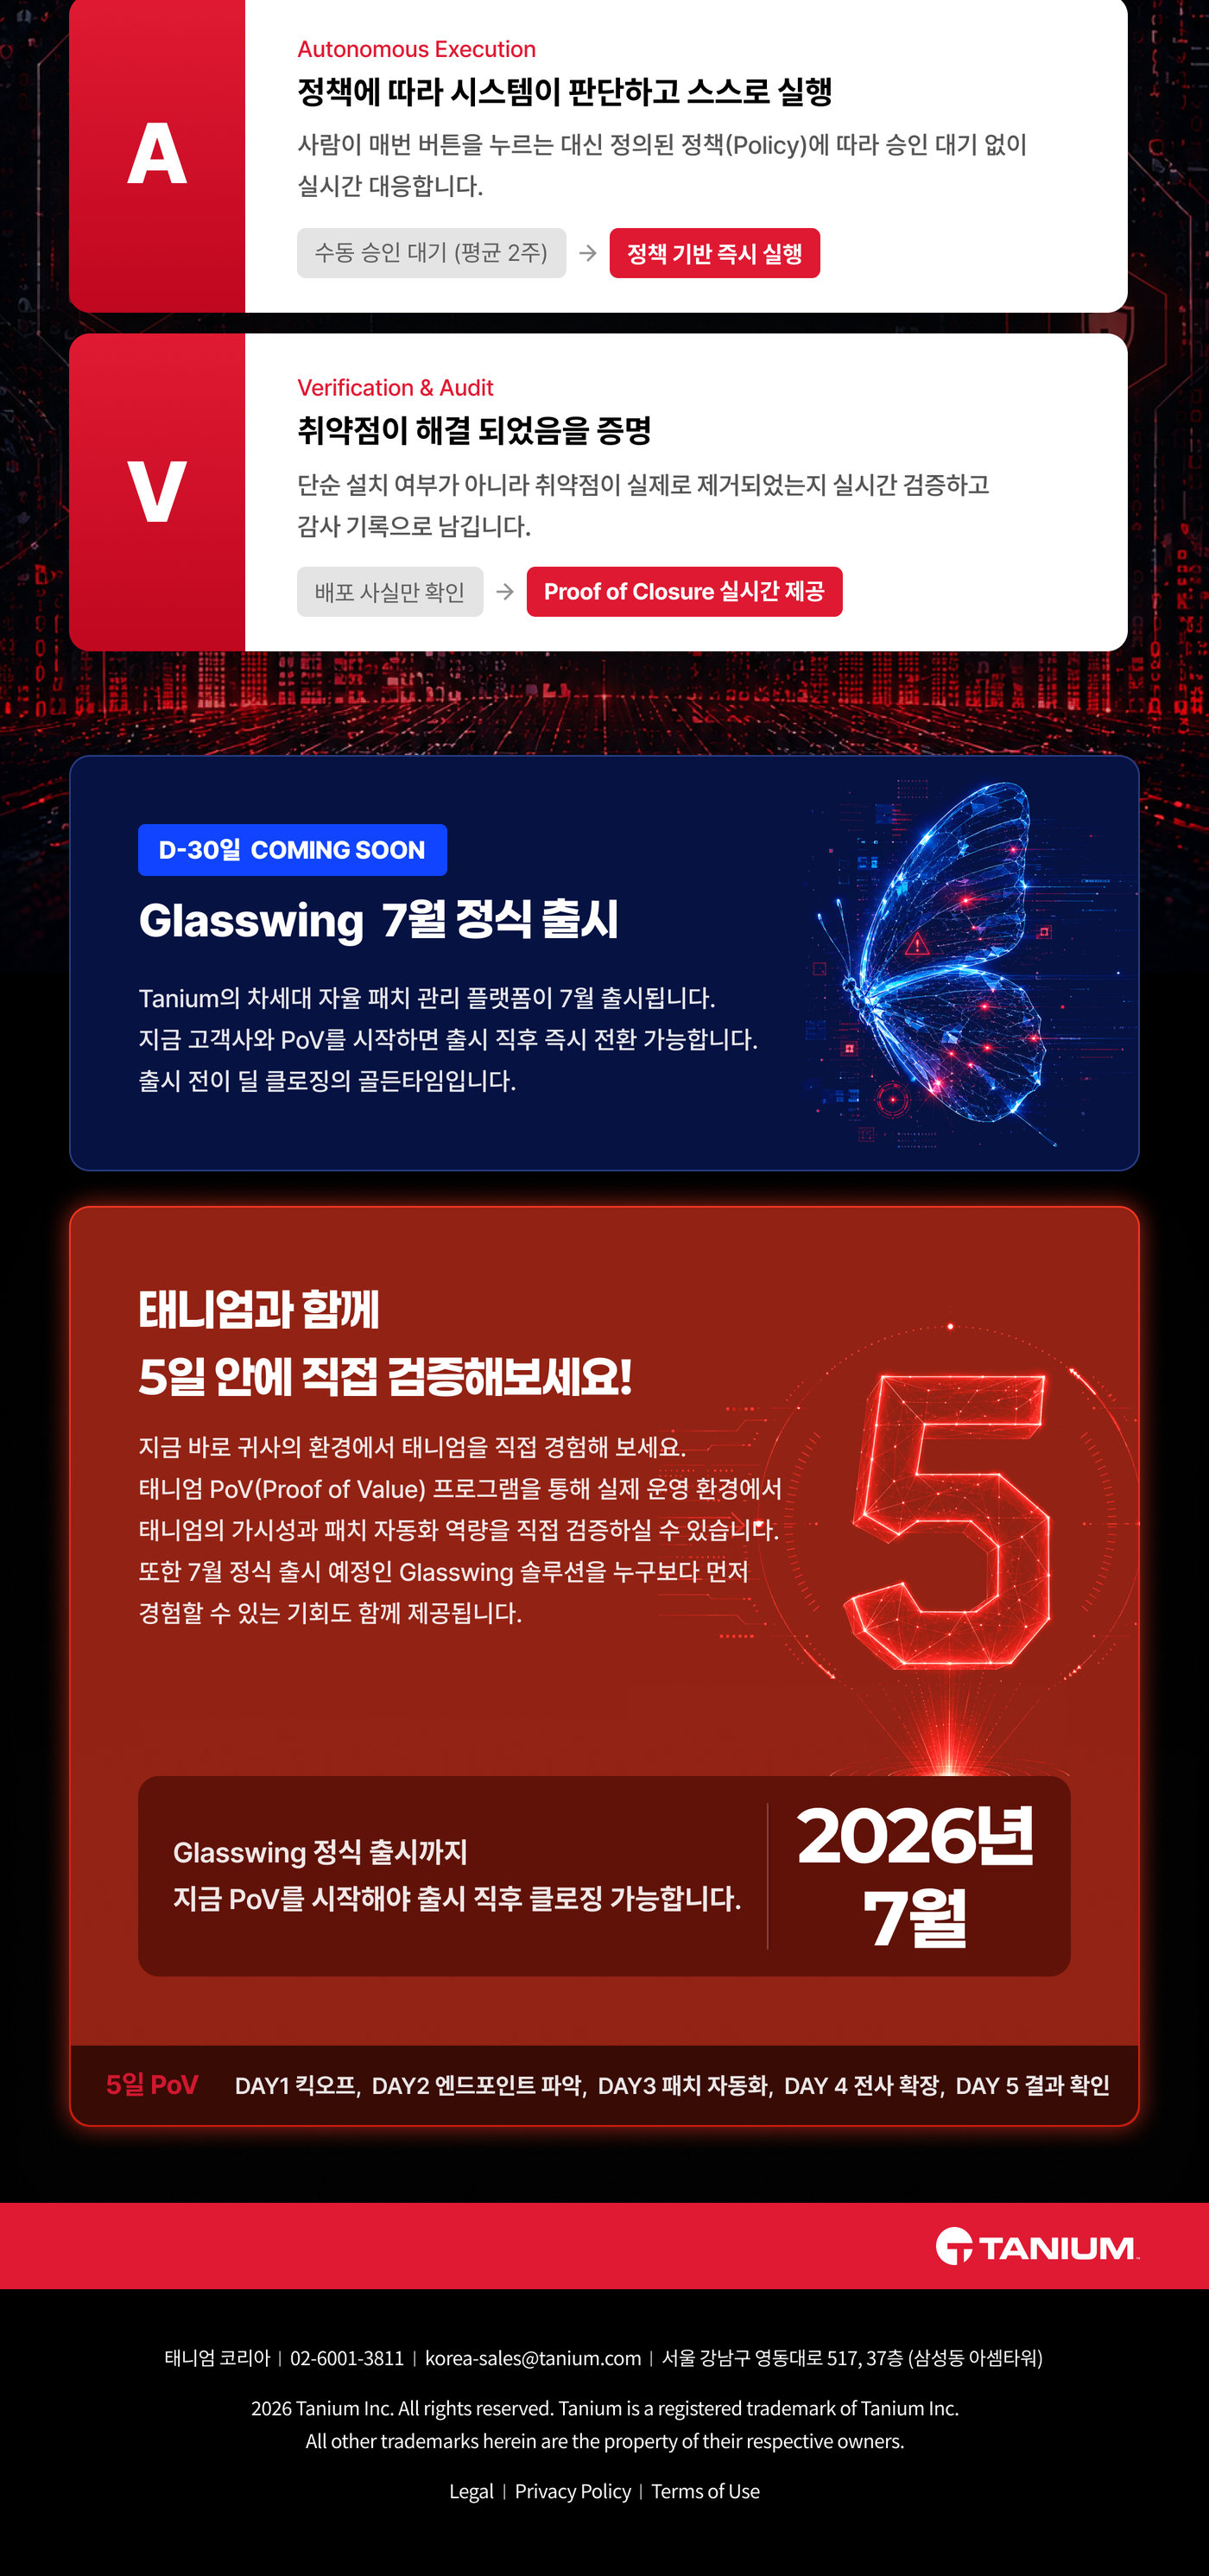 A
Autonomous Execution
정책에 따라 시스템이 판단하고 스스로 실행
사람이 매번 버튼을 누르는 대신 정의된 정책(Policy)에 따라 승인 대기 없이
실시간 대응합니다.
수동 승인 대기 (평균 2주) → 정책 기반 즉시 실행
V
Verification & Audit
취약점이 해결 되었음을 증명
단순 설치 여부가 아니라 취약점이 실제로 제거되었는지 실시간 검증하고
감사 기록으로 남깁니다.
배포 사실만 확인 → Proof of Closure 실시간 제공
D-30일 COMING SOON
Glasswing 7월 정식 출시
Tanium의 차세대 자율 패치 관리 플랫폼이 7월 출시됩니다.
지금 고객사와 PoV를 시작하면 출시 직후 즉시 전환 가능합니다.
출시 전이 딜 클로징의 골든타임입니다.
태니엄과 함께
5일 안에 직접 검증해보세요!
지금 바로 귀사의 환경에서 태니엄을 직접 경험해 보세요.
태니엄 PoV(Proof of Value) 프로그램을 통해 실제 운영 환경에서
태니엄의 가시성과 패치 자동화 역량을 직접 검증하실 수 있습니다.
또한 7월 정식 출시 예정인 Glasswing 솔루션을 누구보다 먼저
경험할 수 있는 기회도 함께 제공됩니다.
5
Glasswing 정식 출시까지
지금 PoV를 시작해야 출시 직후 클로징 가능합니다.
2026년
7월
5일 PoV DAY1 킥오프, DAY2 엔드포인트 파악, DAY3 패치 자동화, DAY 4 전사 확장, DAY 5 결과 확인
TANIUM
태니엄 코리아 | 02-6001-3811 | korea-sales@tanium.com | 서울 강남구 영동대로 517, 37층 (삼성동 아셈타워)
2026 Tanium Inc. All rights reserved. Tanium is a registered trademark of Tanium Inc.
All other trademarks herein are the property of their respective owners.
Legal | Privacy Policy | Terms of Use